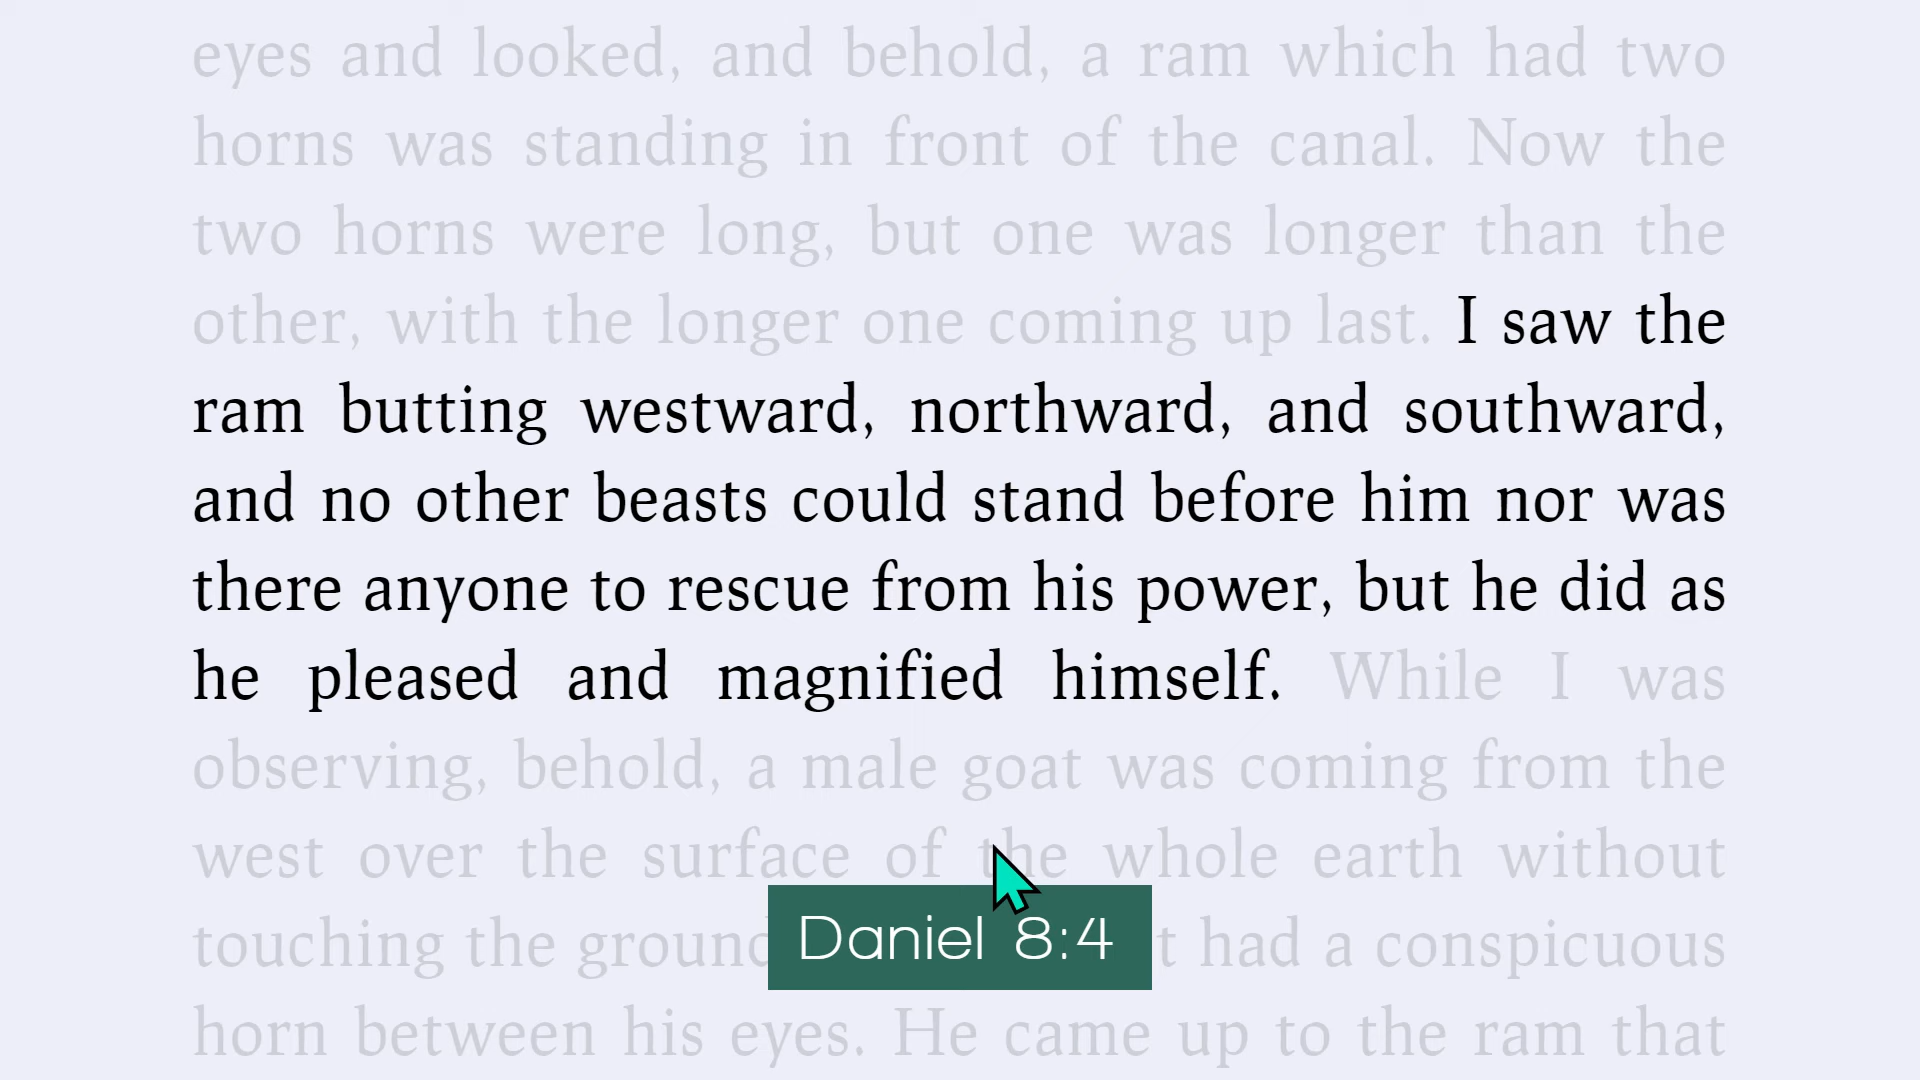 eyes and looked, and behold, a ram which had two
horns was standing in front of the canal. Now the
two horns were long, but one was longer than the
other, with the longer one coming up last. I saw the
ram butting westward, northward, and southward,
and no other beasts could stand before him nor was
there anyone to rescue from his power, but he did as
he pleased and magnified himself. While I was
observing, behold, a male goat was coming from the
west over the surface of the whole earth without
touching the ground t had a conspicuous
Daniel 8:4
horn between his eyes. He came up to the ram that